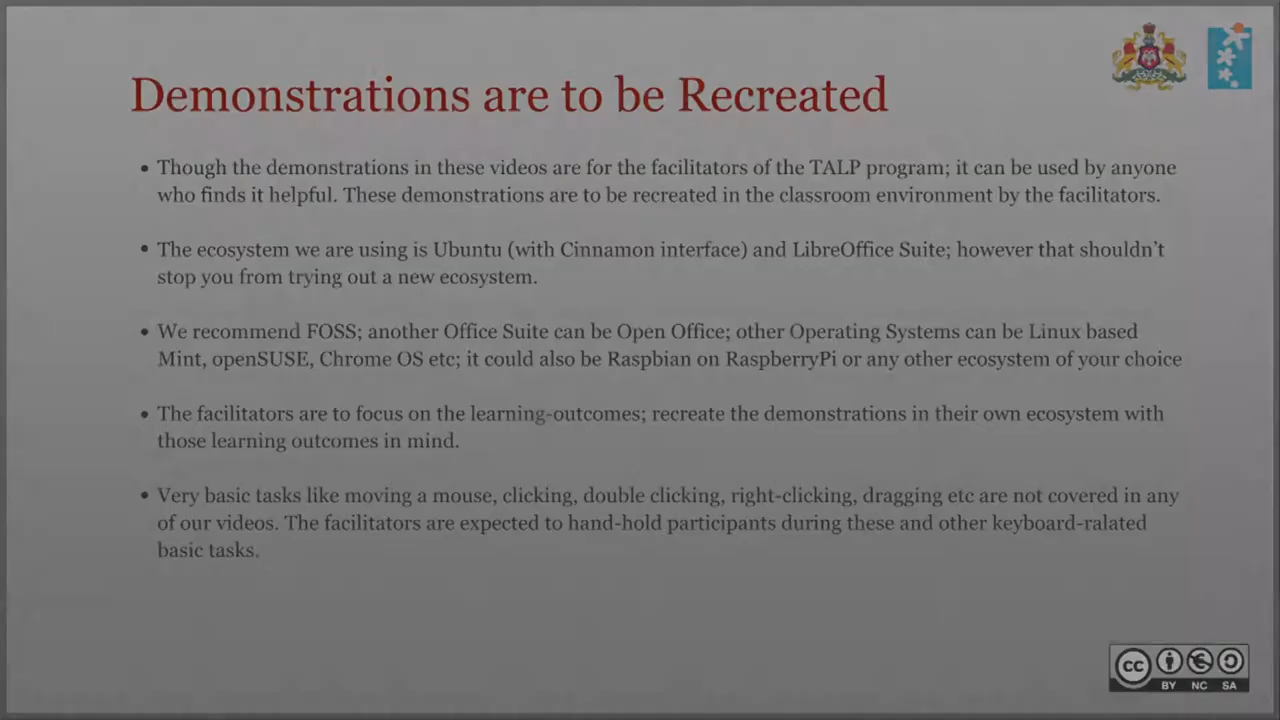 Demonstrations are to be Recreated
• Though the demonstrations in these videos are for the facilitators of the TALP program; it can be used by anyone
who finds it helpful. These demonstrations are to be recreated in the classroom environment by the facilitators.
• The ecosystem we are using is Ubuntu (with Cinnamon interface) and LibreOffice Suite; however that shouldn't
stop you from trying out a new ecosystem.
• We recommend FOSS; another Office Suite can be Open Office; other Operating Systems can be Linux based
Mint, openSUSE, Chrome OS etc; it could also be Raspbian on RaspberryPi or any other ecosystem of your choice
• The facilitators are to focus on the learning-outcomes; recreate the demonstrations in their own ecosystem with
those learning outcomes in mind.
• Very basic tasks like moving a mouse, clicking, double clicking, right-clicking, dragging etc are not covered in any
of our videos. The facilitators are expected to hand-hold participants during these and other keyboard-ralated
basic tasks.
cc
BY NC SA